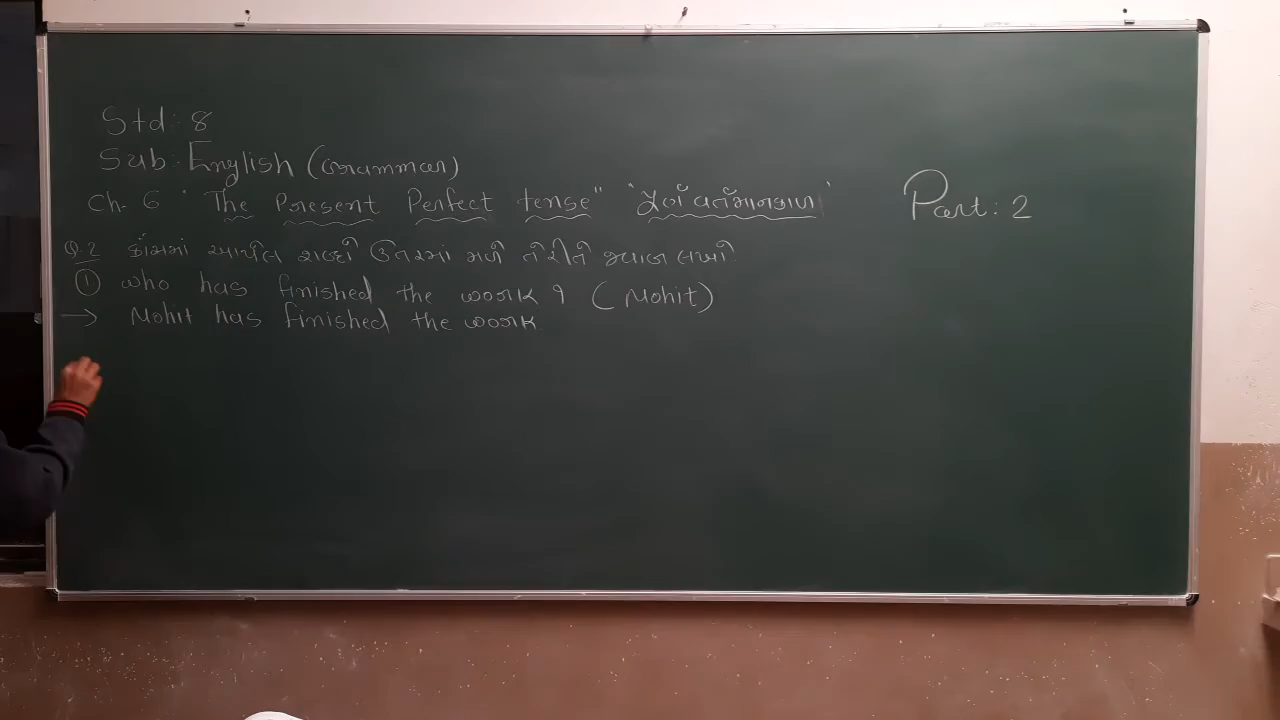 Std: 8
Sub: English (Grammar)
Ch- 6 " The Present Perfect tense" 'પૂર્ણ વર્તમાનકાળ' Part: 2
Q.2 કૌંસમાં આપેલ શબ્દો ઉત્તરમાં મળે તે રીતે જવાબ લખો
① who has finished the work ? (Mohit)
→ Mohit has finished the work